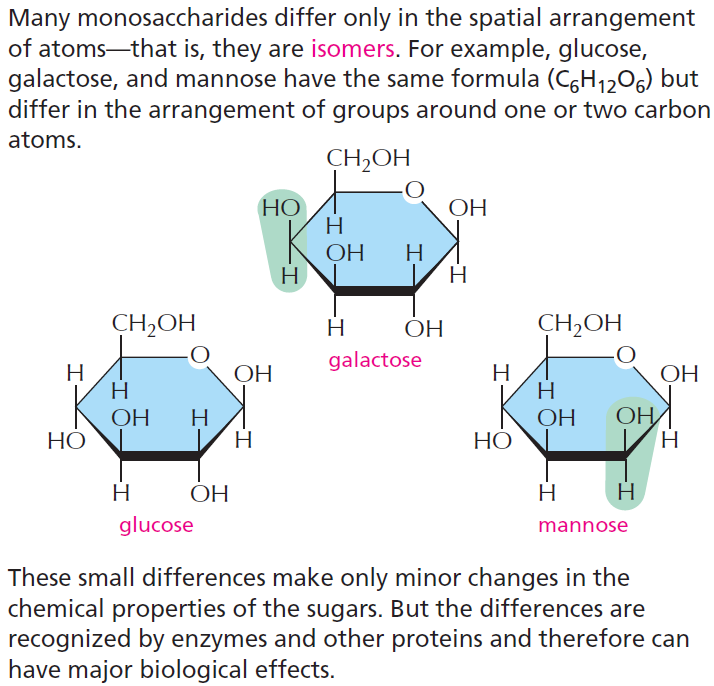 Many monosaccharides differ only in the spatial arrangement
of atoms—that is, they are isomers. For example, glucose,
galactose, and mannose have the same formula (C₆H₁₂O₆) but
differ in the arrangement of groups around one or two carbon
atoms.
CH₂OH
O
HO
OH
H
OH
H
H
H
H
OH
galactose
CH₂OH
O
H
OH
H
OH
H
HO
H
H
OH
glucose
CH₂OH
O
H
OH
H
OH
OH
HO
H
H
H
mannose
These small differences make only minor changes in the
chemical properties of the sugars. But the differences are
recognized by enzymes and other proteins and therefore can
have major biological effects.